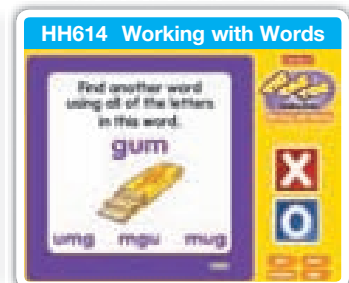 HH614 Working with Words
Find another word
using all of the letters
in this word.
gum
X
O
umg mgu mug